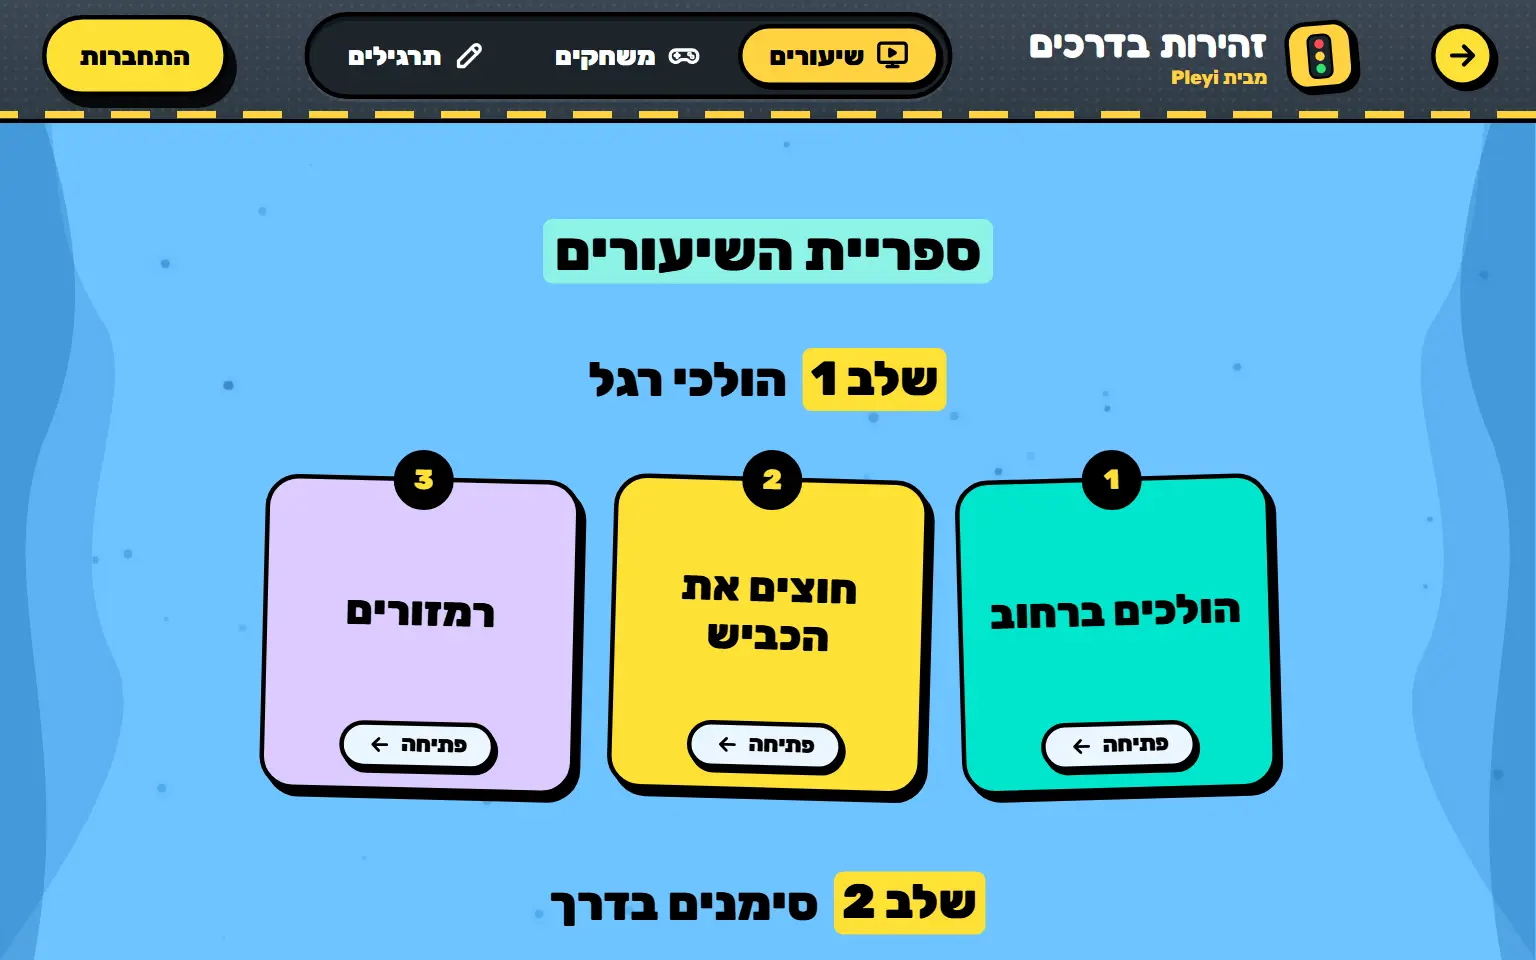 זהירות בדרכים
מבית Pleyi
שיעורים
משחקים
תרגילים
התחברות
ספריית השיעורים
שלב 1 הולכי רגל
1
הולכים ברחוב
פתיחה ←
2
חוצים את
הכביש
פתיחה ←
3
רמזורים
פתיחה ←
שלב 2 סימנים בדרך